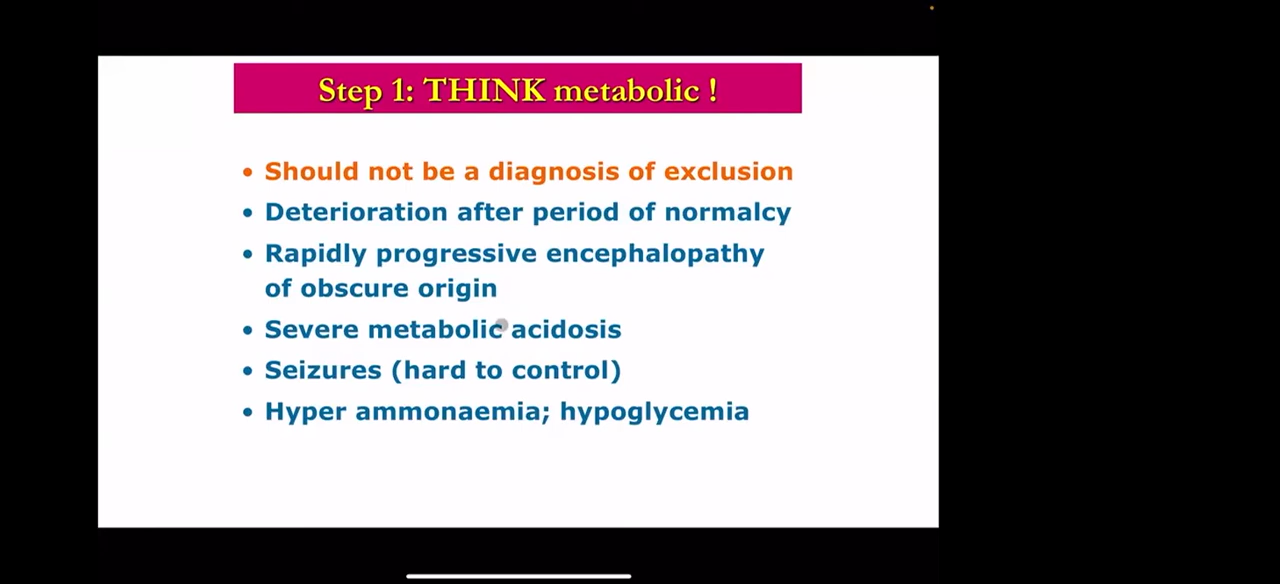 Step 1: THINK metabolic !
• Should not be a diagnosis of exclusion
• Deterioration after period of normalcy
• Rapidly progressive encephalopathy
of obscure origin
• Severe metabolic acidosis
• Seizures (hard to control)
• Hyper ammonaemia; hypoglycemia